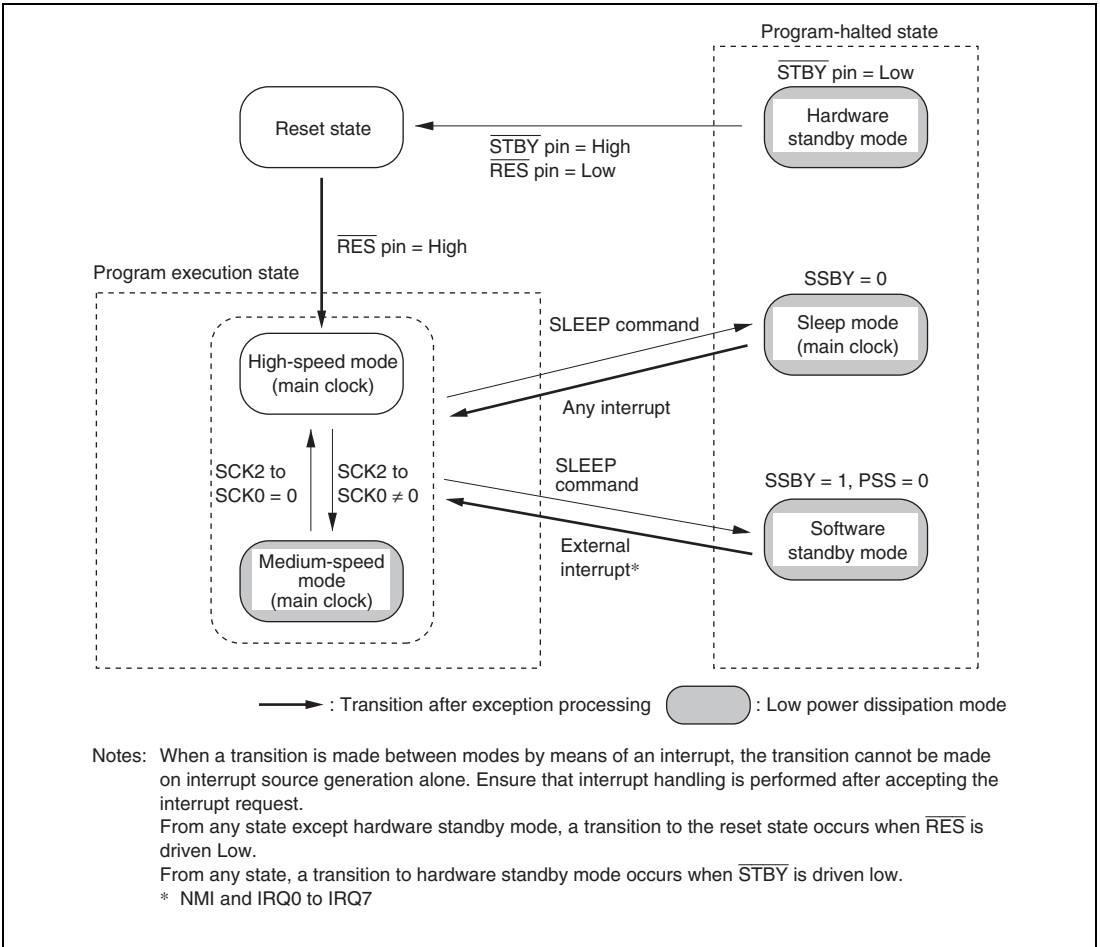 Program-halted state
S̅T̅B̅Y̅ pin = Low
Hardware
standby mode
Reset state
S̅T̅B̅Y̅ pin = High
R̅E̅S̅ pin = Low
R̅E̅S̅ pin = High
Program execution state
SSBY = 0
SLEEP command
Sleep mode
(main clock)
High-speed mode
(main clock)
Any interrupt
SCK2 to
SCK0 = 0
SCK2 to
SCK0 ≠ 0
SLEEP
command
SSBY = 1, PSS = 0
Software
standby mode
External
interrupt*
Medium-speed
mode
(main clock)
: Transition after exception processing
: Low power dissipation mode
Notes: When a transition is made between modes by means of an interrupt, the transition cannot be made
on interrupt source generation alone. Ensure that interrupt handling is performed after accepting the
interrupt request.
From any state except hardware standby mode, a transition to the reset state occurs when R̅E̅S̅ is
driven Low.
From any state, a transition to hardware standby mode occurs when S̅T̅B̅Y̅ is driven low.
* NMI and IRQ0 to IRQ7